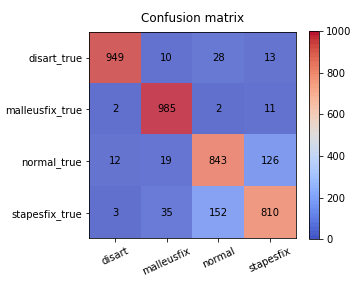 Confusion matrix
disart_true 949 10 28 13
malleusfix_true 2 985 2 11
normal_true 12 19 843 126
stapesfix_true 3 35 152 810
disart malleusfix normal stapesfix
1000
800
600
400
200
0